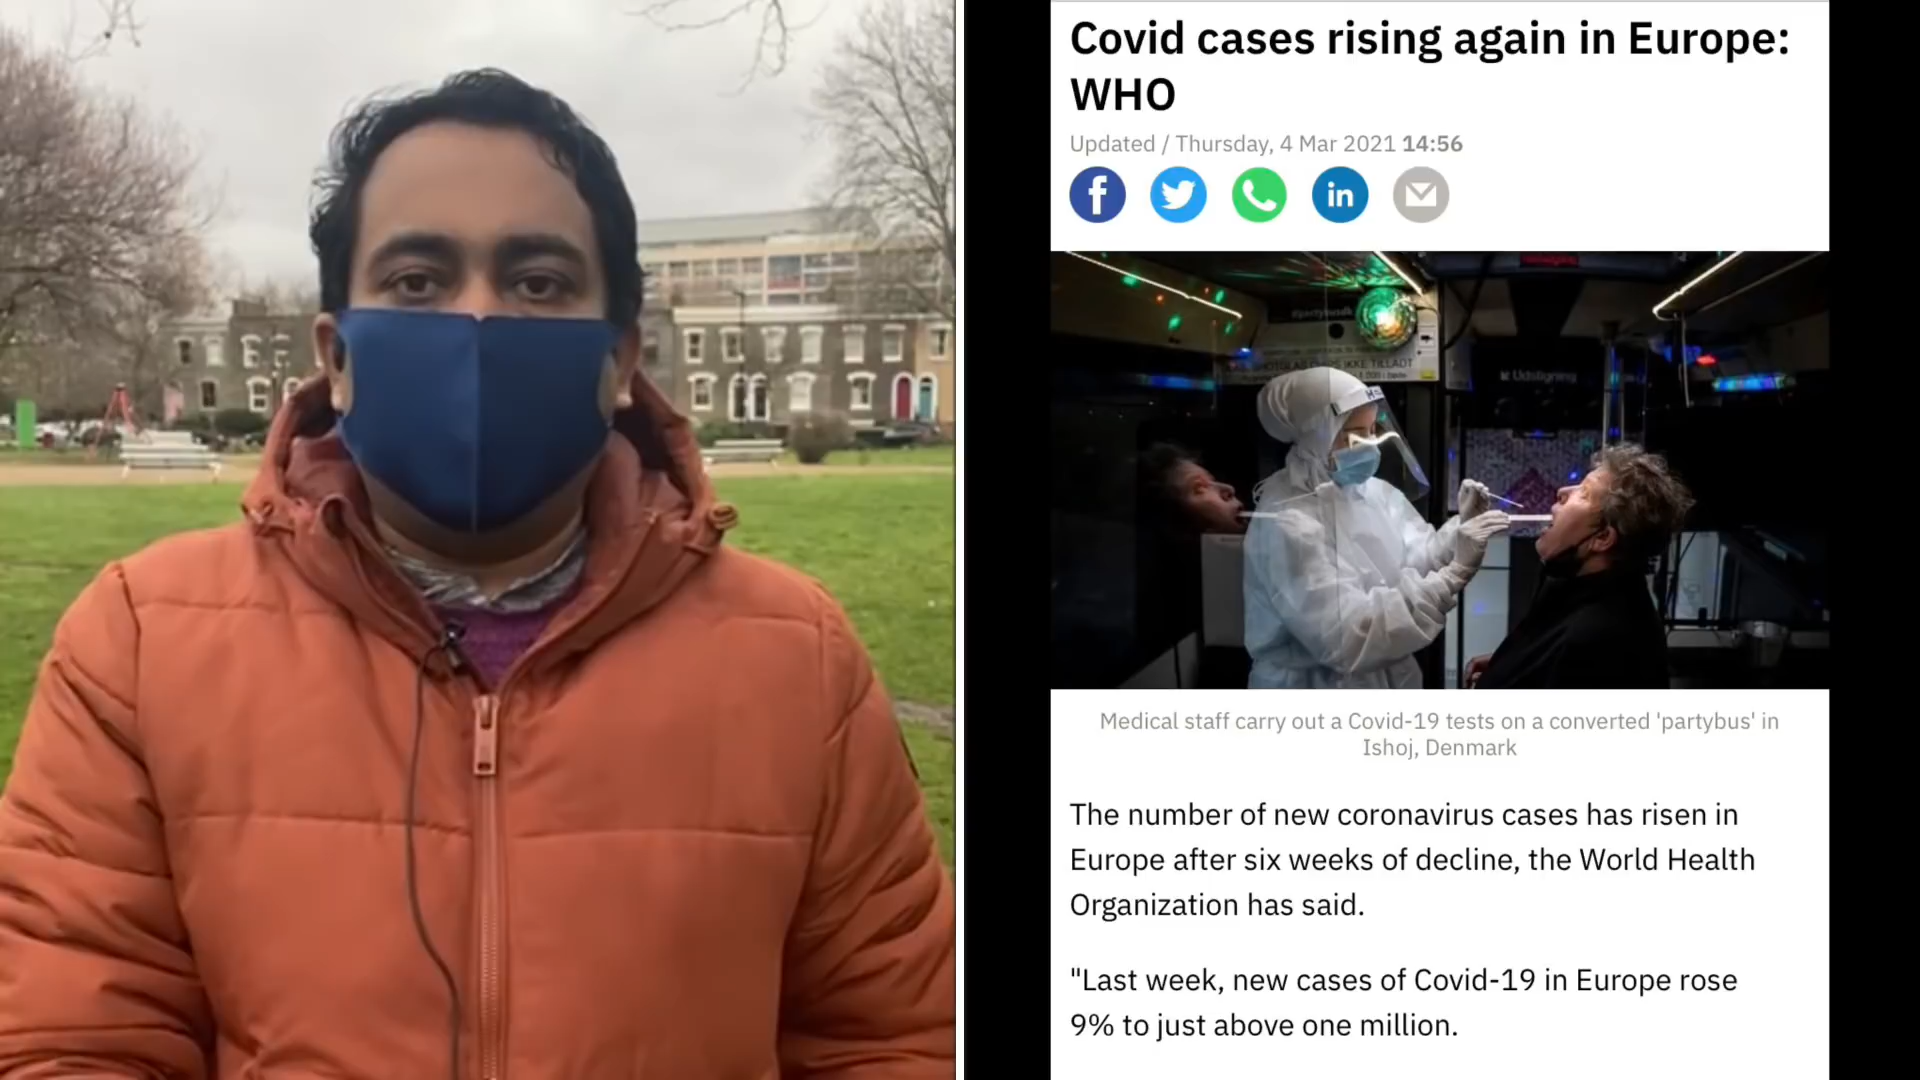 Covid cases rising again in Europe:
WHO
Updated / Thursday, 4 Mar 2021 14:56
f
in
IKKE TILLADT
Udstigning
Medical staff carry out a Covid-19 tests on a converted 'partybus' in
Ishoj, Denmark
The number of new coronavirus cases has risen in
Europe after six weeks of decline, the World Health
Organization has said.
"Last week, new cases of Covid-19 in Europe rose
9% to just above one million.